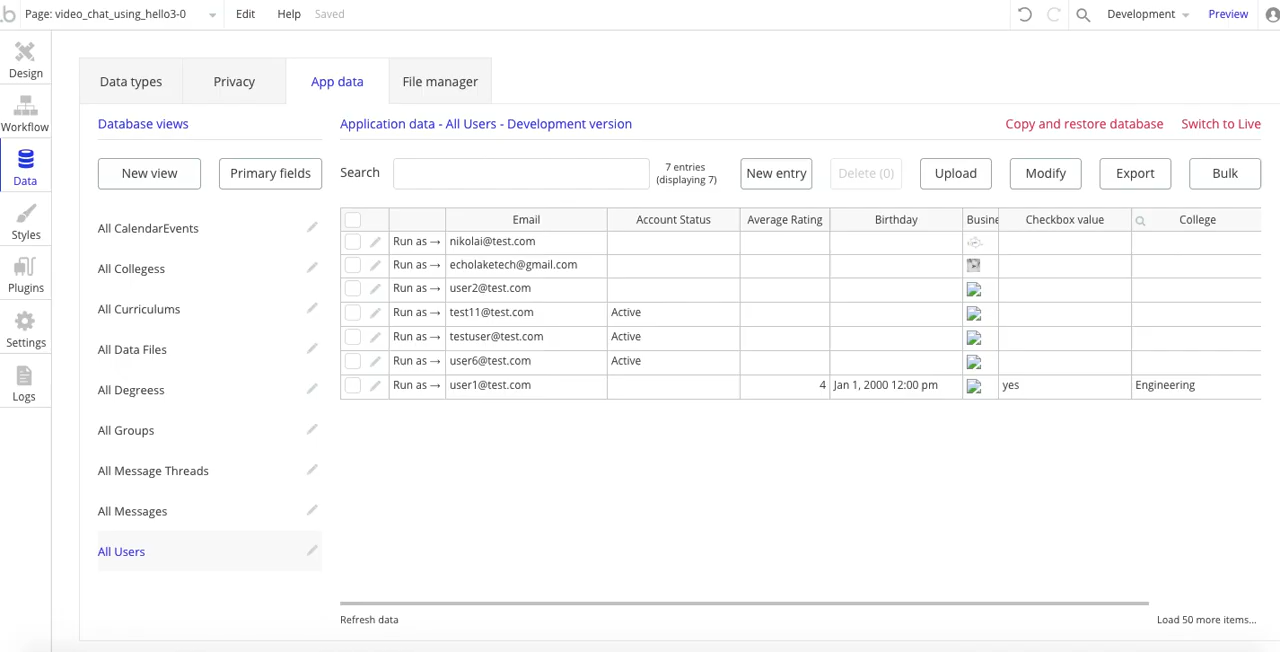 Page: video_chat_using_hello3-0 Edit Help Saved Development Preview
Design
Workflow
Data
Styles
Plugins
Settings
Logs
Data types Privacy App data File manager
Database views
New view Primary fields
All CalendarEvents
All Collegess
All Curriculums
All Data Files
All Degreess
All Groups
All Message Threads
All Messages
All Users
Application data - All Users - Development version Copy and restore database Switch to Live
Search 7 entries
(displaying 7)
New entry Delete (0) Upload Modify Export Bulk
Email Account Status Average Rating Birthday Busine Checkbox value College
Run as → nikolai@test.com
Run as → echolaketech@gmail.com
Run as → user2@test.com
Run as → test11@test.com Active
Run as → testuser@test.com Active
Run as → user6@test.com Active
Run as → user1@test.com 4 Jan 1, 2000 12:00 pm yes Engineering
Refresh data Load 50 more items...